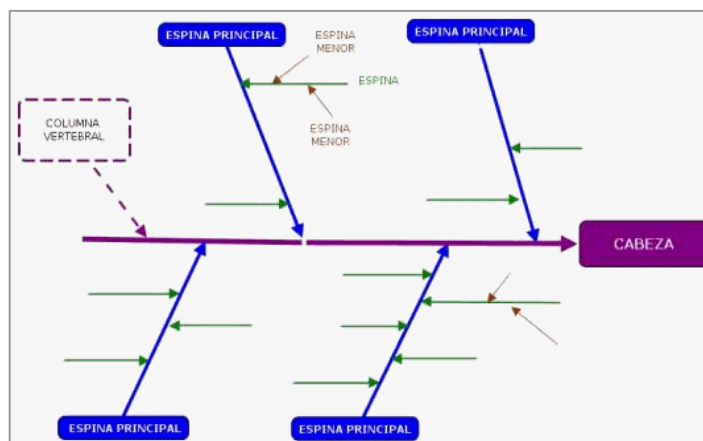 ESPINA PRINCIPAL
ESPINA PRINCIPAL
ESPINA
MENOR
ESPINA
ESPINA
MENOR
COLUMNA
VERTEBRAL
CABEZA
ESPINA PRINCIPAL
ESPINA PRINCIPAL